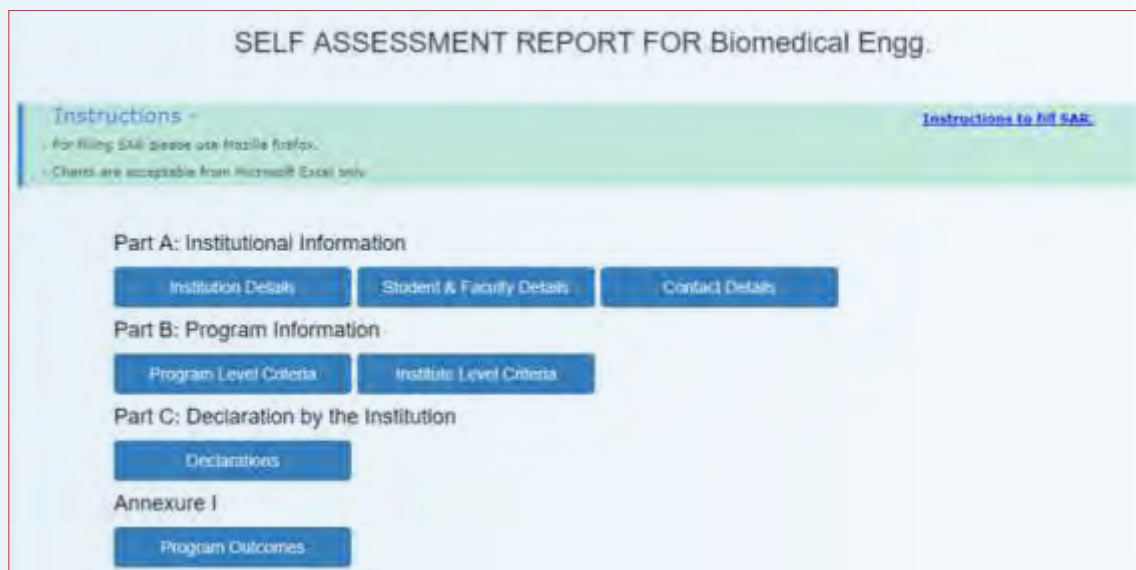 SELF ASSESSMENT REPORT FOR Biomedical Engg.
Instructions -
Instructions to fill SAR.
- For filling SAR please use Mozilla firefox.
- Charts are acceptable from Microsoft Excel only
Part A: Institutional Information
Institution Details
Student & Faculty Details
Contact Details
Part B: Program Information
Program Level Criteria
Institute Level Criteria
Part C: Declaration by the Institution
Declarations
Annexure I
Program Outcomes